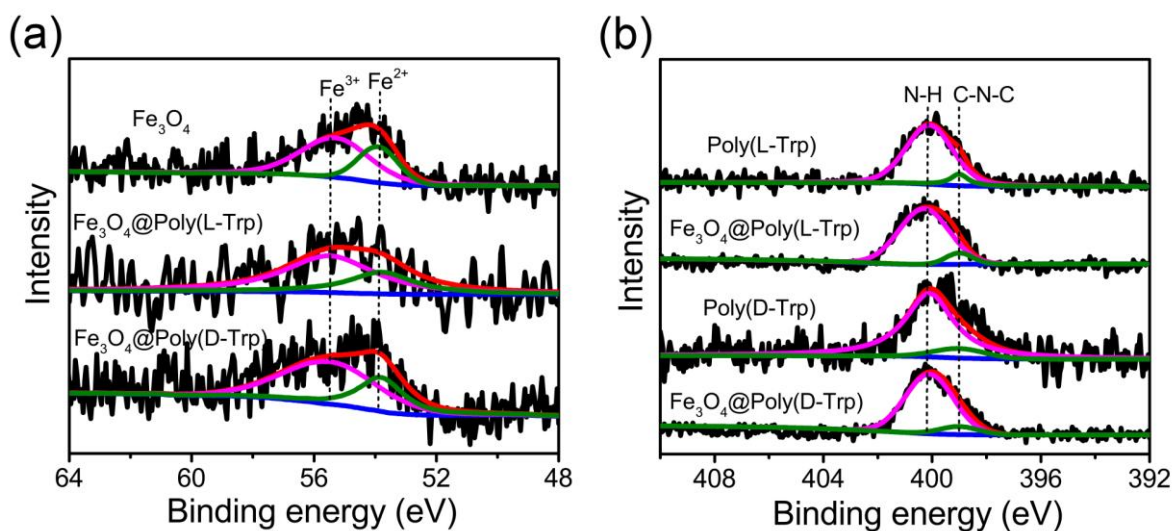 (a)
Fe³⁺ Fe²⁺
Fe₃O₄
Fe₃O₄@Poly(L-Trp)
Fe₃O₄@Poly(D-Trp)
Intensity
64 60 56 52 48
Binding energy (eV)
(b)
N-H C-N-C
Poly(L-Trp)
Fe₃O₄@Poly(L-Trp)
Poly(D-Trp)
Fe₃O₄@Poly(D-Trp)
Intensity
408 404 400 396 392
Binding energy (eV)